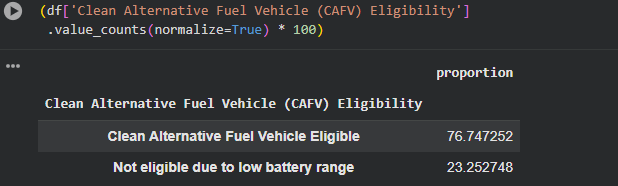 (df['Clean Alternative Fuel Vehicle (CAFV) Eligibility']
.value_counts(normalize=True) * 100)
proportion
Clean Alternative Fuel Vehicle (CAFV) Eligibility
Clean Alternative Fuel Vehicle Eligible 76.747252
Not eligible due to low battery range 23.252748